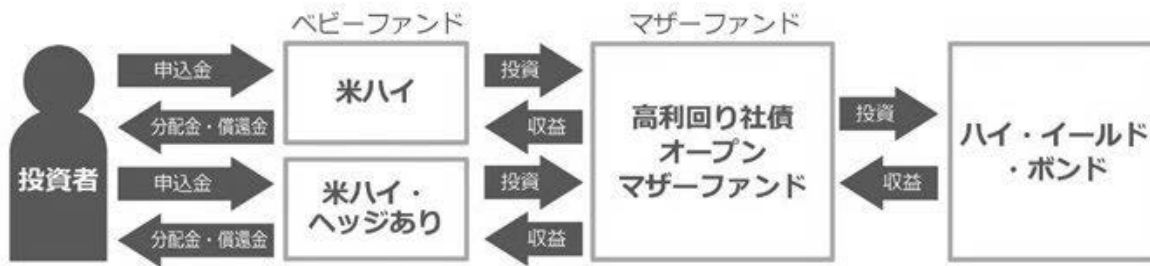 ベビーファンド
マザーファンド
投資者
申込金
分配金・償還金
申込金
分配金・償還金
米ハイ
米ハイ・
ヘッジあり
投資
収益
投資
収益
高利回り社債
オープン
マザーファンド
投資
収益
ハイ・イールド
・ボンド